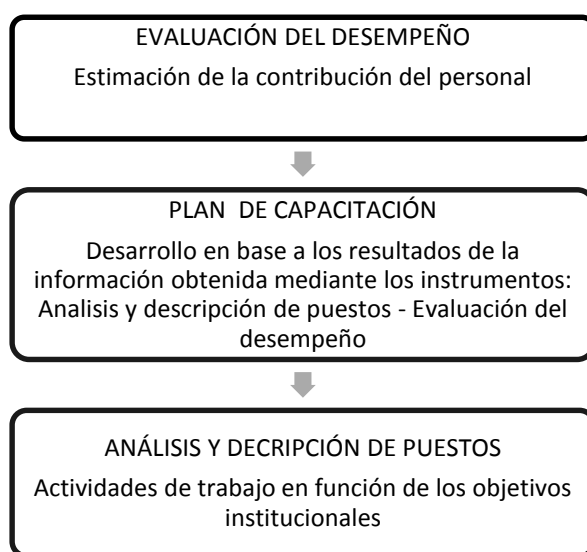 EVALUACIÓN DEL DESEMPEÑO
Estimación de la contribución del personal
PLAN DE CAPACITACIÓN
Desarrollo en base a los resultados de la
información obtenida mediante los instrumentos:
Analisis y descripción de puestos - Evaluación del
desempeño
ANÁLISIS Y DECRIPCIÓN DE PUESTOS
Actividades de trabajo en función de los objetivos
institucionales